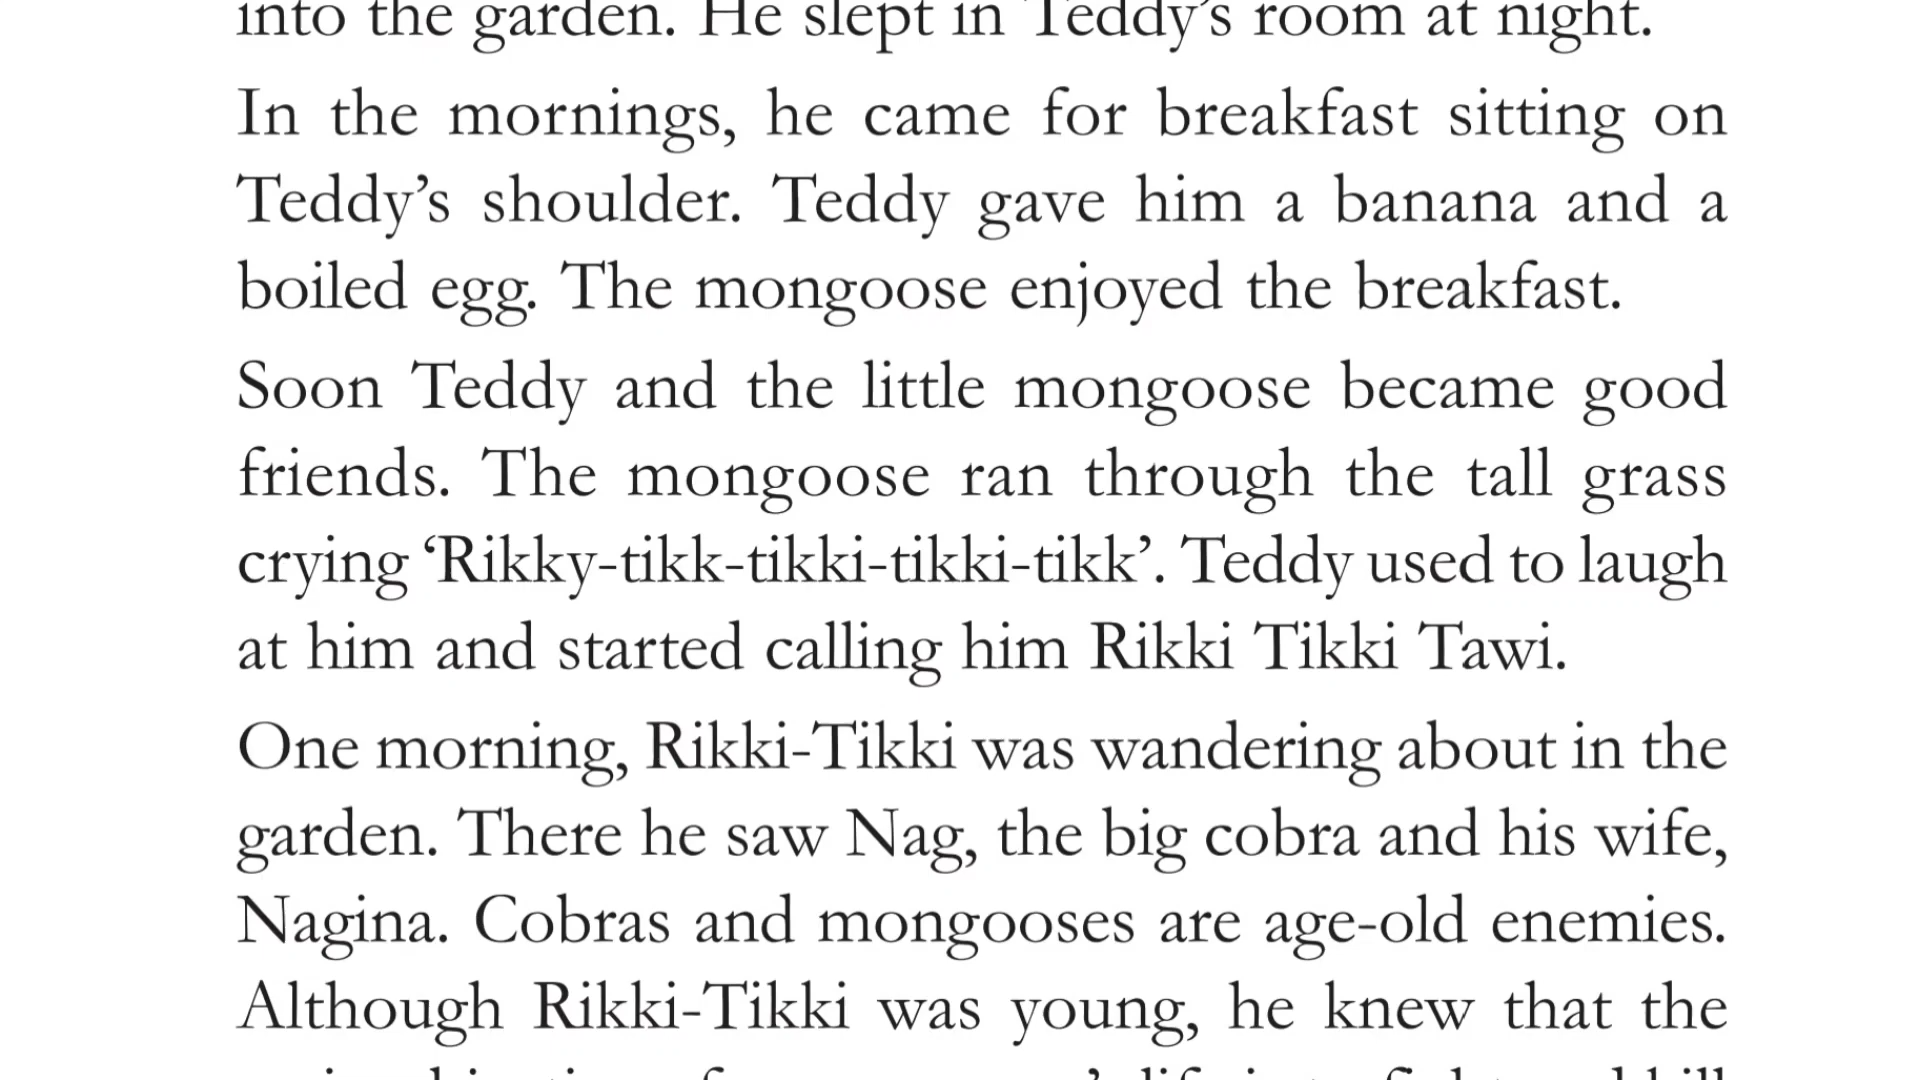 into the garden. He slept in Teddy's room at night.
In the mornings, he came for breakfast sitting on
Teddy’s shoulder. Teddy gave him a banana and a
boiled egg. The mongoose enjoyed the breakfast.
Soon Teddy and the little mongoose became good
friends. The mongoose ran through the tall grass
crying ‘Rikky-tikk-tikki-tikki-tikk’. Teddy used to laugh
at him and started calling him Rikki Tikki Tawi.
One morning, Rikki-Tikki was wandering about in the
garden. There he saw Nag, the big cobra and his wife,
Nagina. Cobras and mongooses are age-old enemies.
Although Rikki-Tikki was young, he knew that the